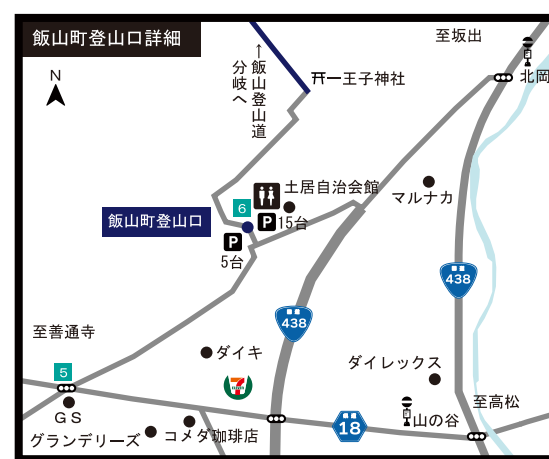 飯山町登山口詳細
至坂出
N
↑飯山登山道
分岐へ
一王子神社
北岡
土居自治会館
マルナカ
6
飯山町登山口
P
15台
P
5台
438
438
至善通寺
ダイキ
5
7
ELEVEN
ダイレックス
至高松
GS
グランデリーズ
コメダ珈琲店
18
山の谷